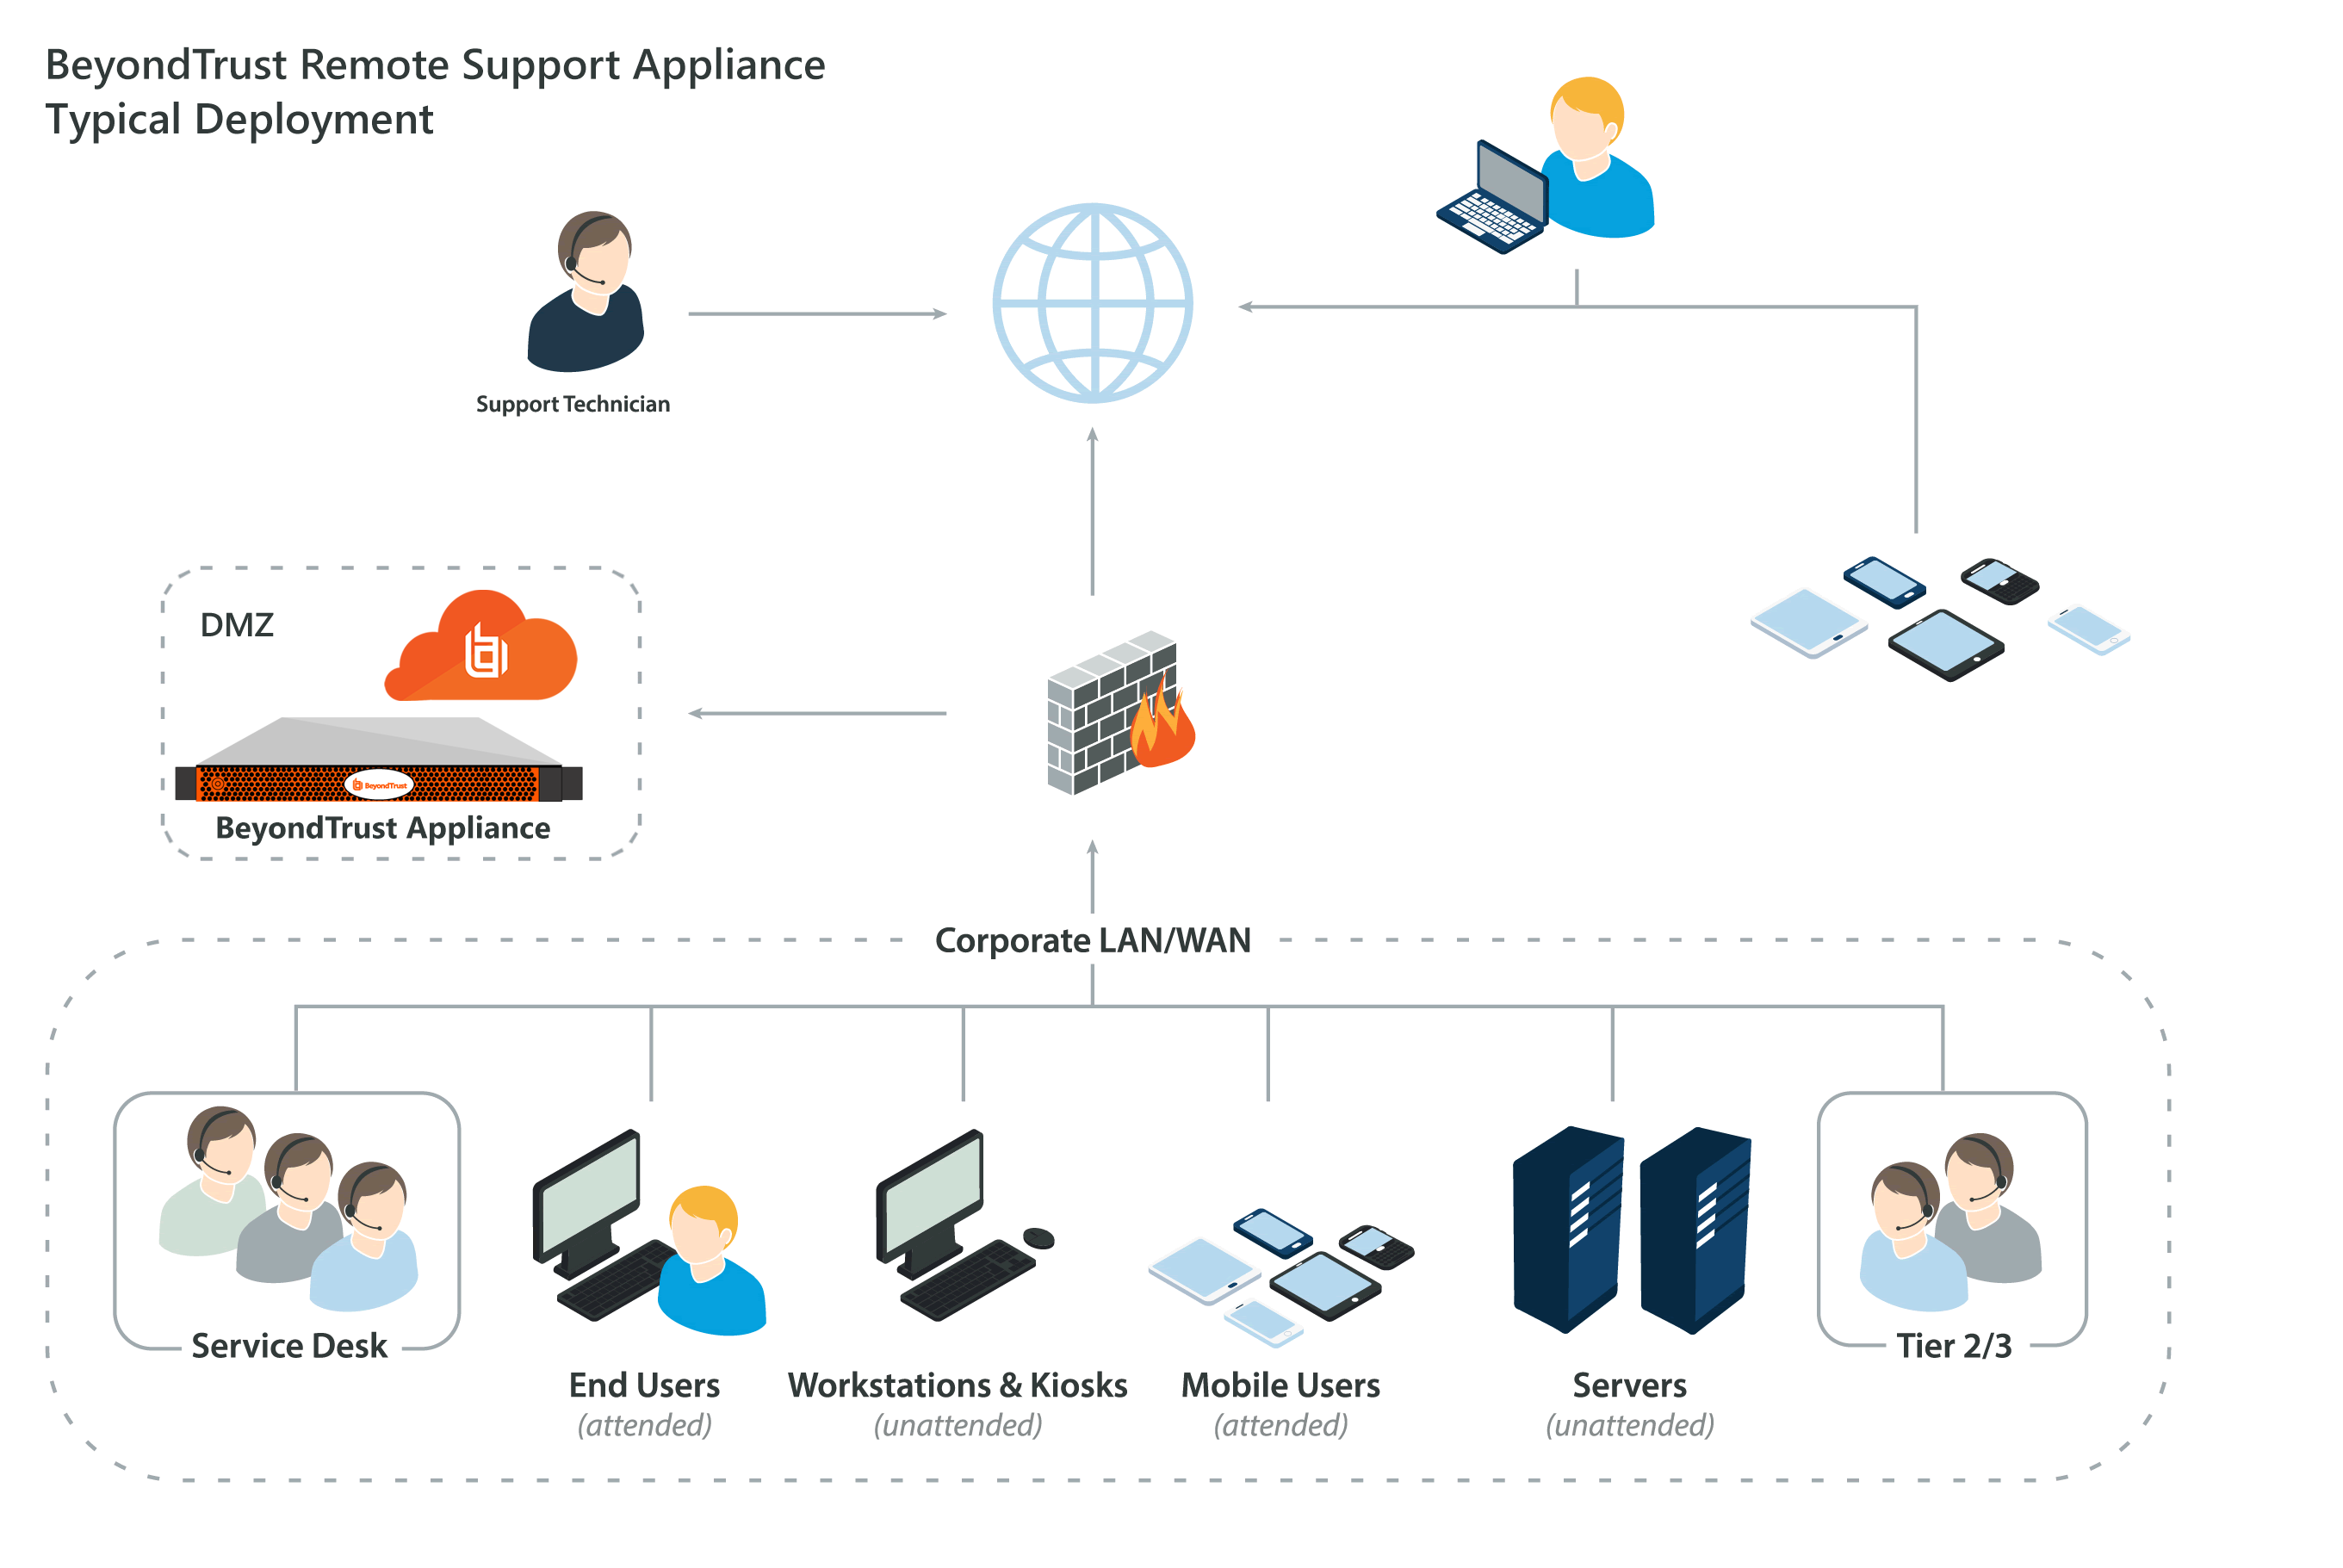 BeyondTrust Remote Support Appliance
Typical Deployment
Support Technician
DMZ
BeyondTrust
BeyondTrust Appliance
Corporate LAN/WAN
Service Desk
End Users
(attended)
Workstations & Kiosks
(unattended)
Mobile Users
(attended)
Servers
(unattended)
Tier 2/3